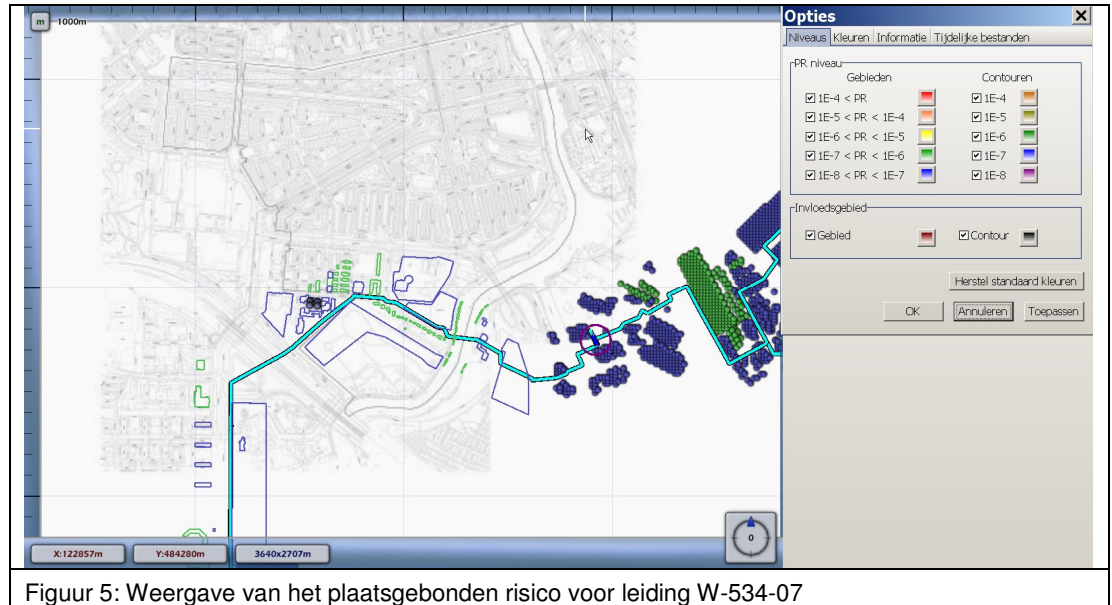 m 1000m
Opties
Niveaus Kleuren Informatie Tijdelijke bestanden
PR niveau
Gebieden Contouren
1E-4 < PR 1E-4
1E-5 < PR < 1E-4 1E-5
1E-6 < PR < 1E-5 1E-6
1E-7 < PR < 1E-6 1E-7
1E-8 < PR < 1E-7 1E-8
Invloedsgebied
Gebied Contour
Herstel standaard kleuren
OK Annuleren Toepassen
0
X:122857m Y:484280m 3640x2707m
Figuur 5: Weergave van het plaatsgebonden risico voor leiding W-534-07